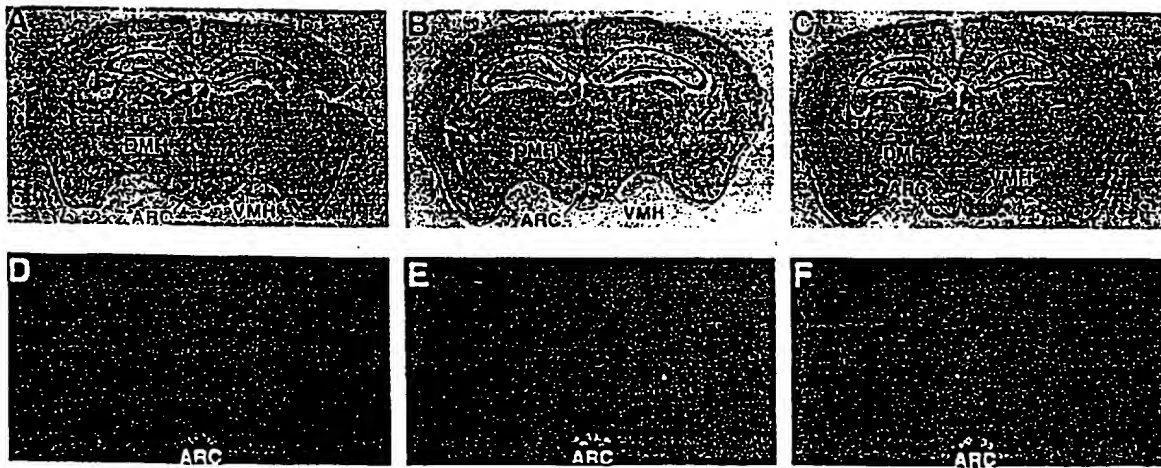 A
DMH
ARC VMH
B
DMH
ARC VMH
C
DMH
ARC VMH
D
ARC
E
ARC
F
ARC